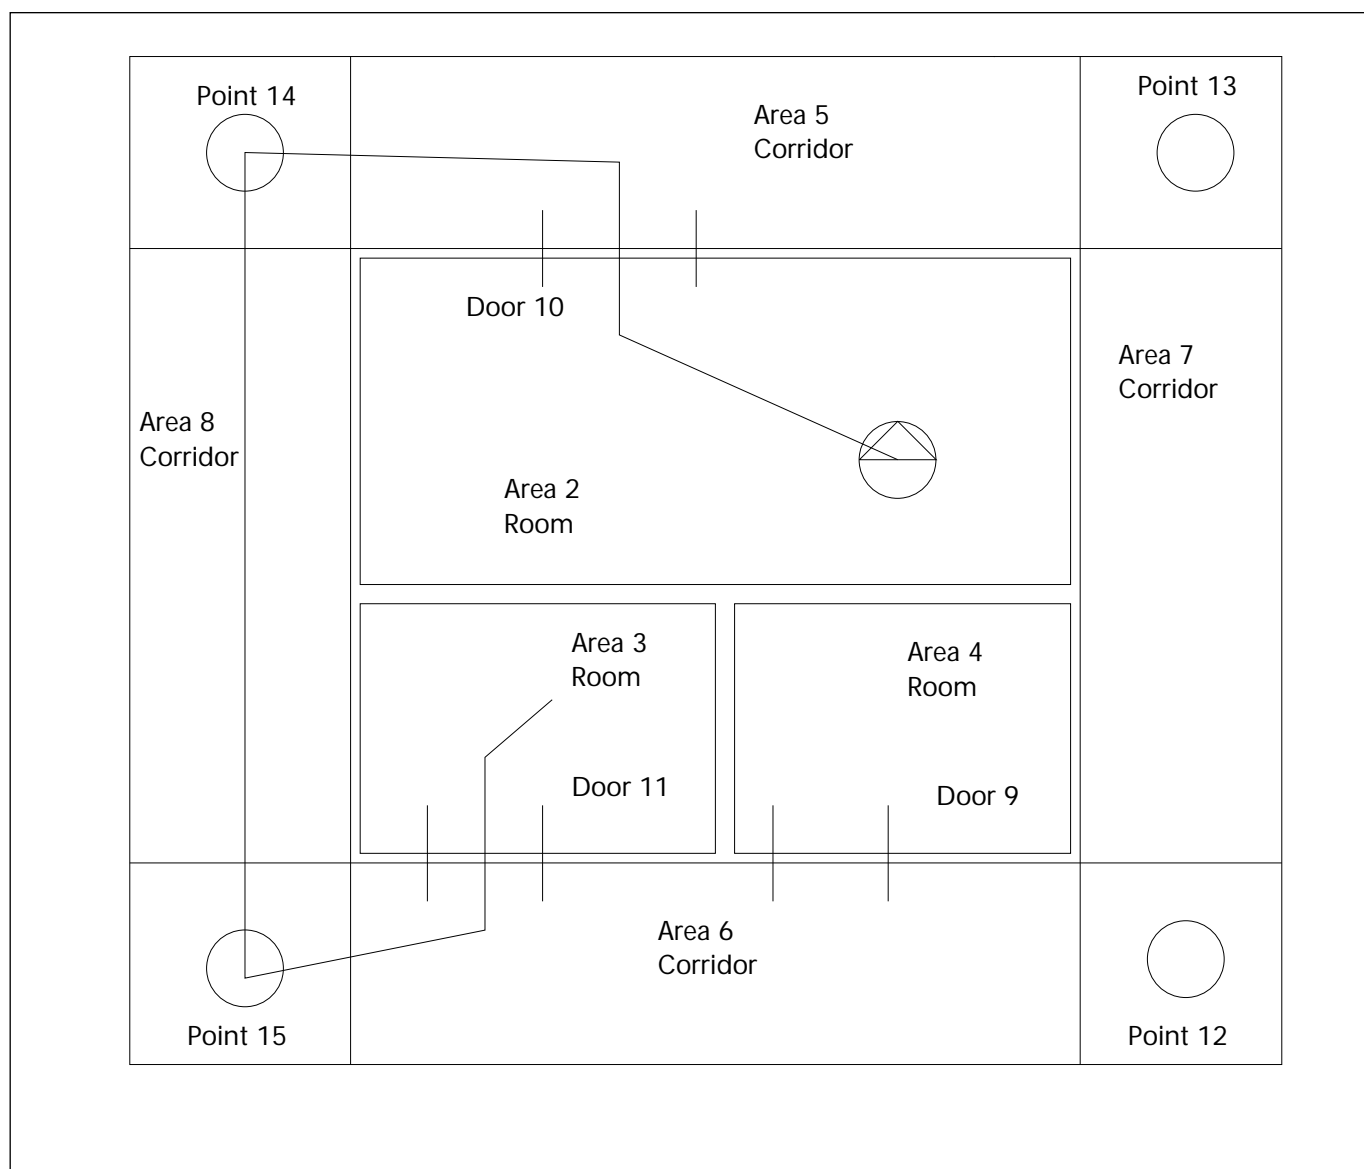 Point 14
Point 13
Area 5
Corridor
Door 10
Area 7
Corridor
Area 8
Corridor
Area 2
Room
Area 3
Room
Area 4
Room
Door 11
Door 9
Area 6
Corridor
Point 15
Point 12